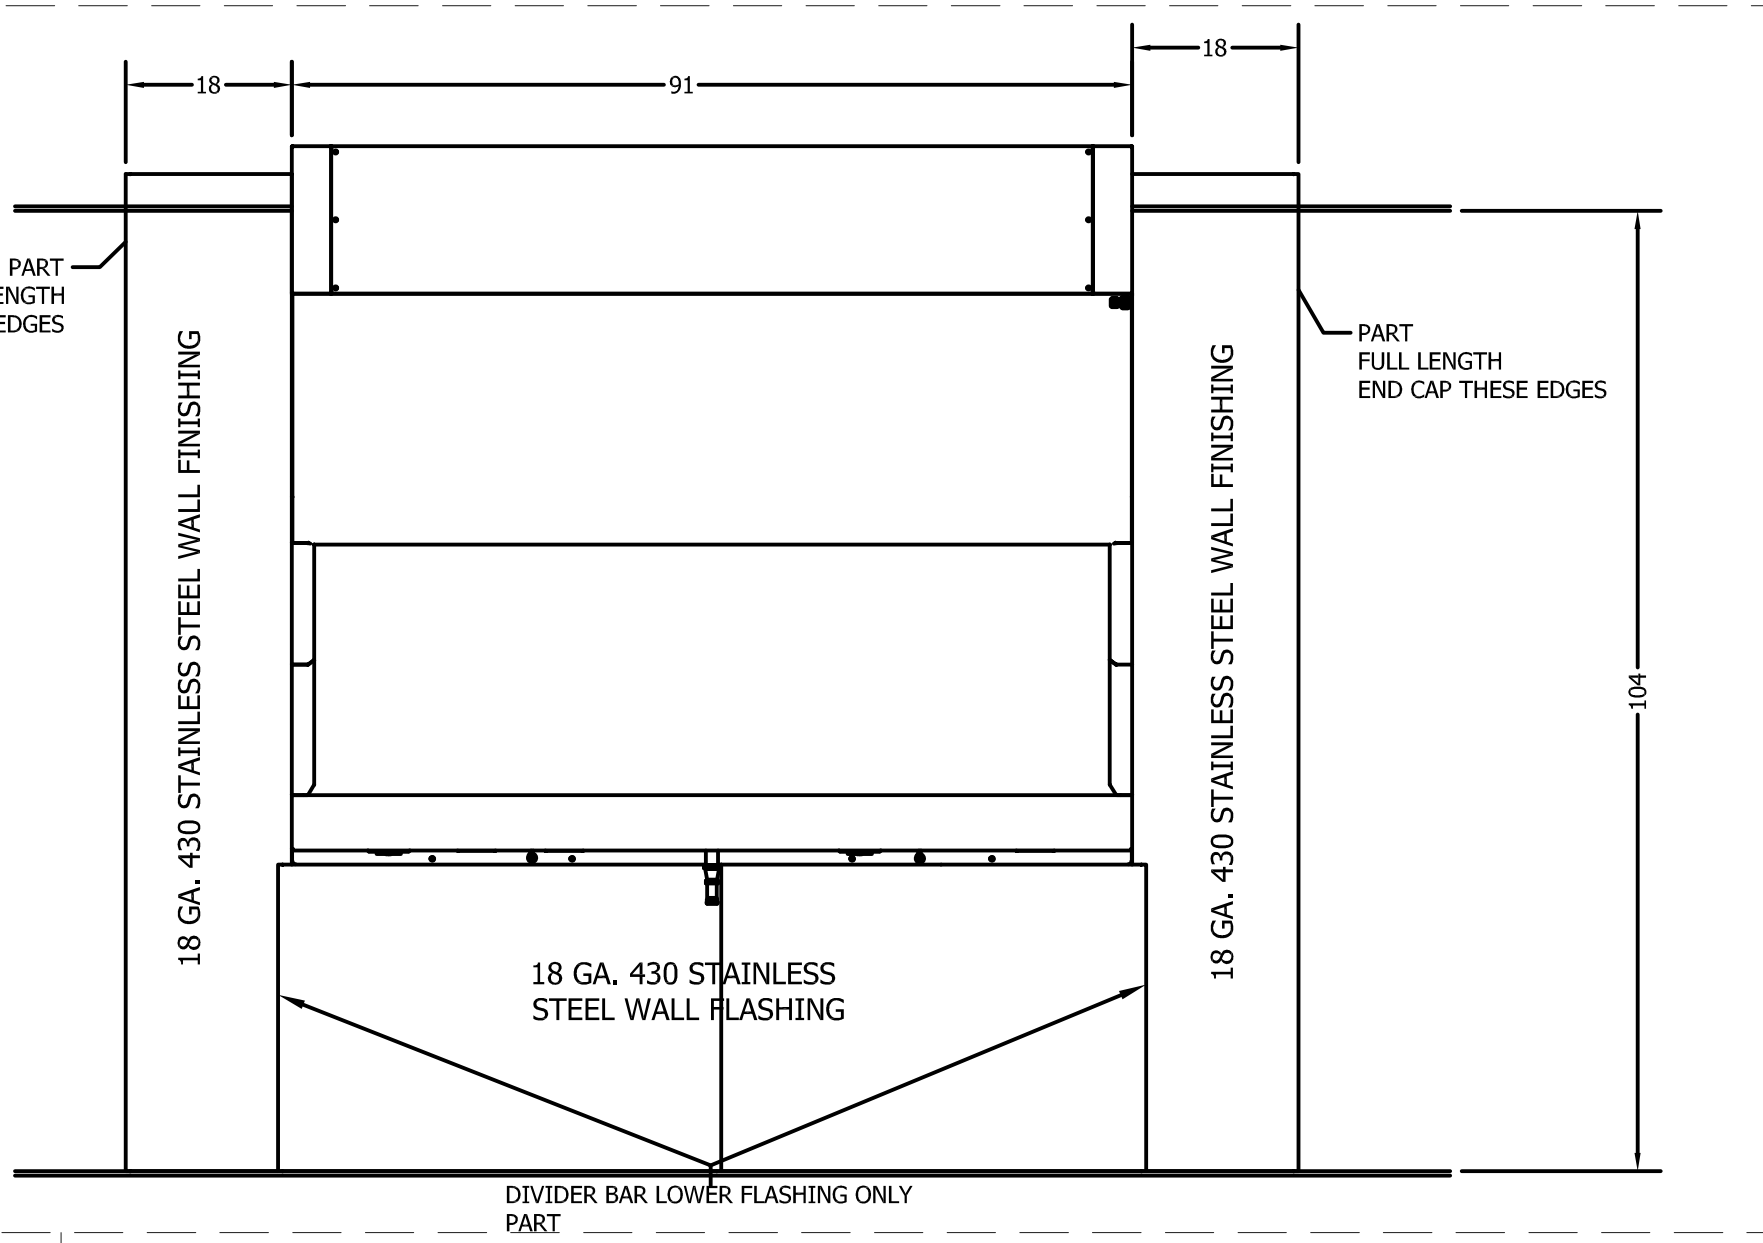 18
18
91
PART
ENGTH
EDGES
PART
FULL LENGTH
END CAP THESE EDGES
18 GA. 430 STAINLESS STEEL WALL FINISHING
18 GA. 430 STAINLESS STEEL WALL FINISHING
104
18 GA. 430 STAINLESS
STEEL WALL FLASHING
DIVIDER BAR LOWER FLASHING ONLY
PART